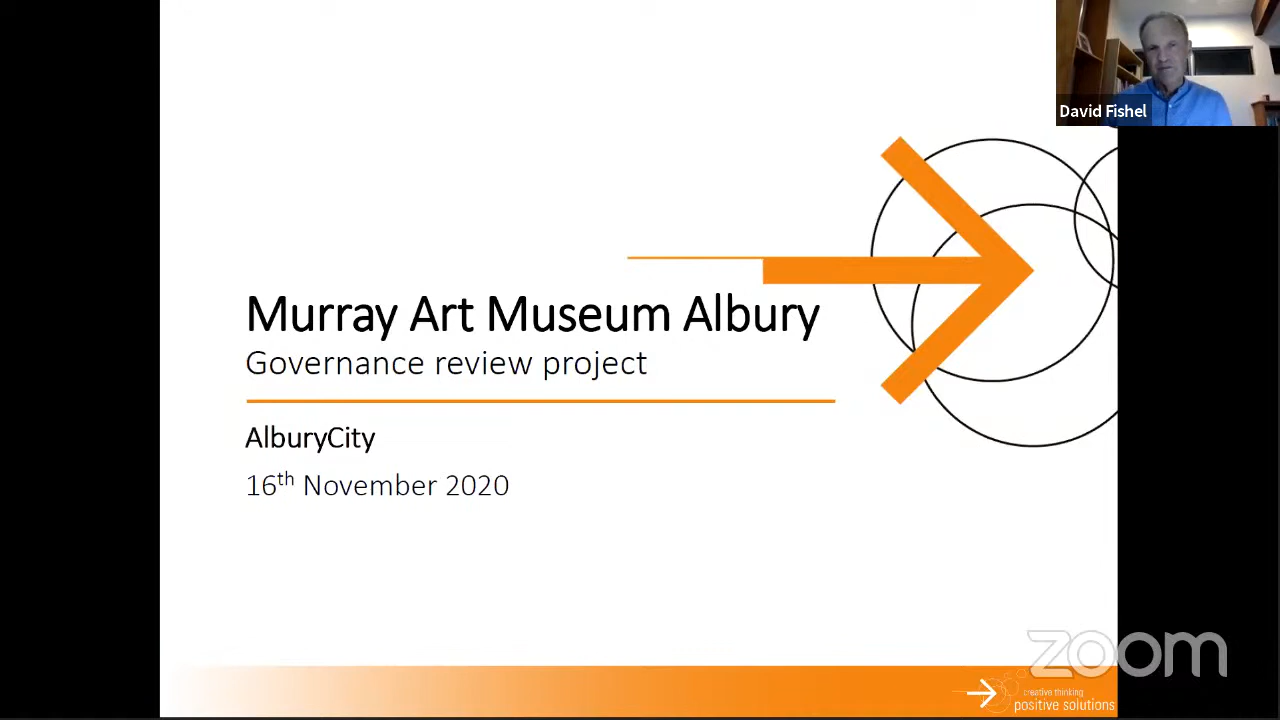 David Fishel
Murray Art Museum Albury
Governance review project
AlburyCity
16th November 2020
zoom
creative thinking
positive solutions